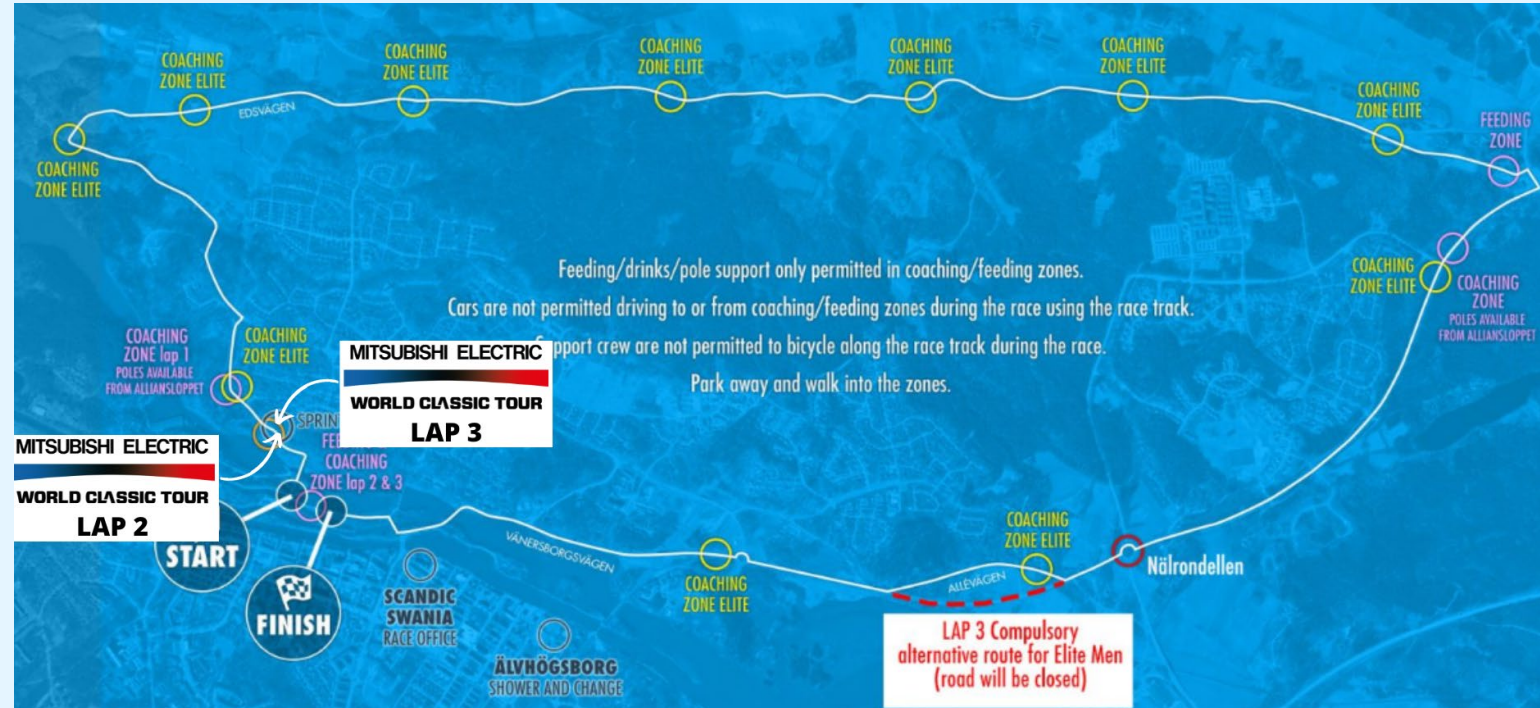 COACHING
ZONE ELITE
COACHING
ZONE ELITE
COACHING
ZONE ELITE
COACHING
ZONE ELITE
COACHING
ZONE ELITE
COACHING
ZONE ELITE
FEEDING
ZONE
EDSVÄGEN
COACHING
ZONE ELITE
Feeding/drinks/pole support only permitted in coaching/feeding zones.
Cars are not permitted driving to or from coaching/feeding zones during the race using the race track.
pport crew are not permitted to bicycle along the race track during the race.
Park away and walk into the zones.
COACHING
ZONE ELITE
COACHING
ZONE
POLES AVAILABLE
FROM ALLIANSLOPPET
COACHING
ZONE lap 1
POLES AVAILABLE
FROM ALLIANSLOPPET
COACHING
ZONE ELITE
MITSUBISHI ELECTRIC
WORLD CLASSIC TOUR
LAP 3
SPRIN
FE
COACHING
ZONE lap 2 & 3
MITSUBISHI ELECTRIC
WORLD CLASSIC TOUR
LAP 2
START
FINISH
VÄNERSBORGSVÄGEN
SCANDIC
SWANIA
RACE OFFICE
ÄLVHÖGSBORG
SHOWER AND CHANGE
COACHING
ZONE ELITE
COACHING
ZONE ELITE
ALLÉVÄGEN
Nälrondellen
LAP 3 Compulsory
alternative route for Elite Men
(road will be closed)